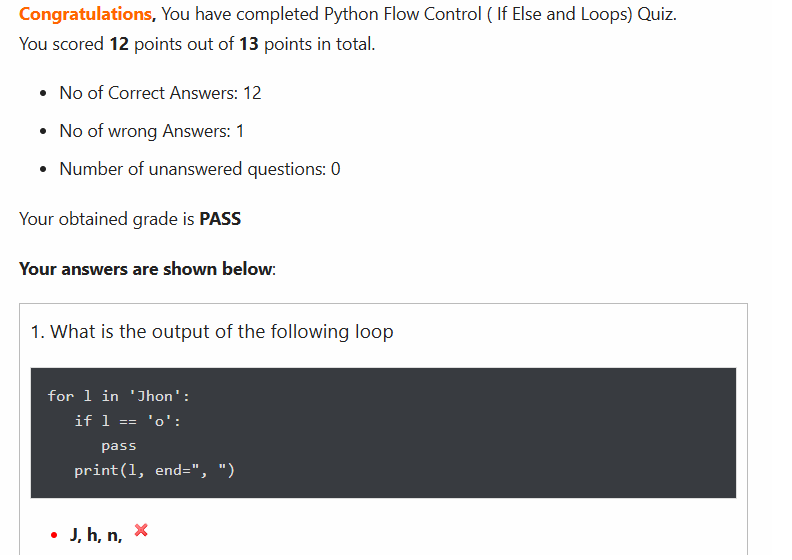 Congratulations, You have completed Python Flow Control ( If Else and Loops) Quiz.
You scored 12 points out of 13 points in total.
• No of Correct Answers: 12
• No of wrong Answers: 1
• Number of unanswered questions: 0
Your obtained grade is PASS
Your answers are shown below:
1. What is the output of the following loop
for l in 'Jhon':
   if l == 'o':
      pass
   print(l, end=", ")
• J, h, n,